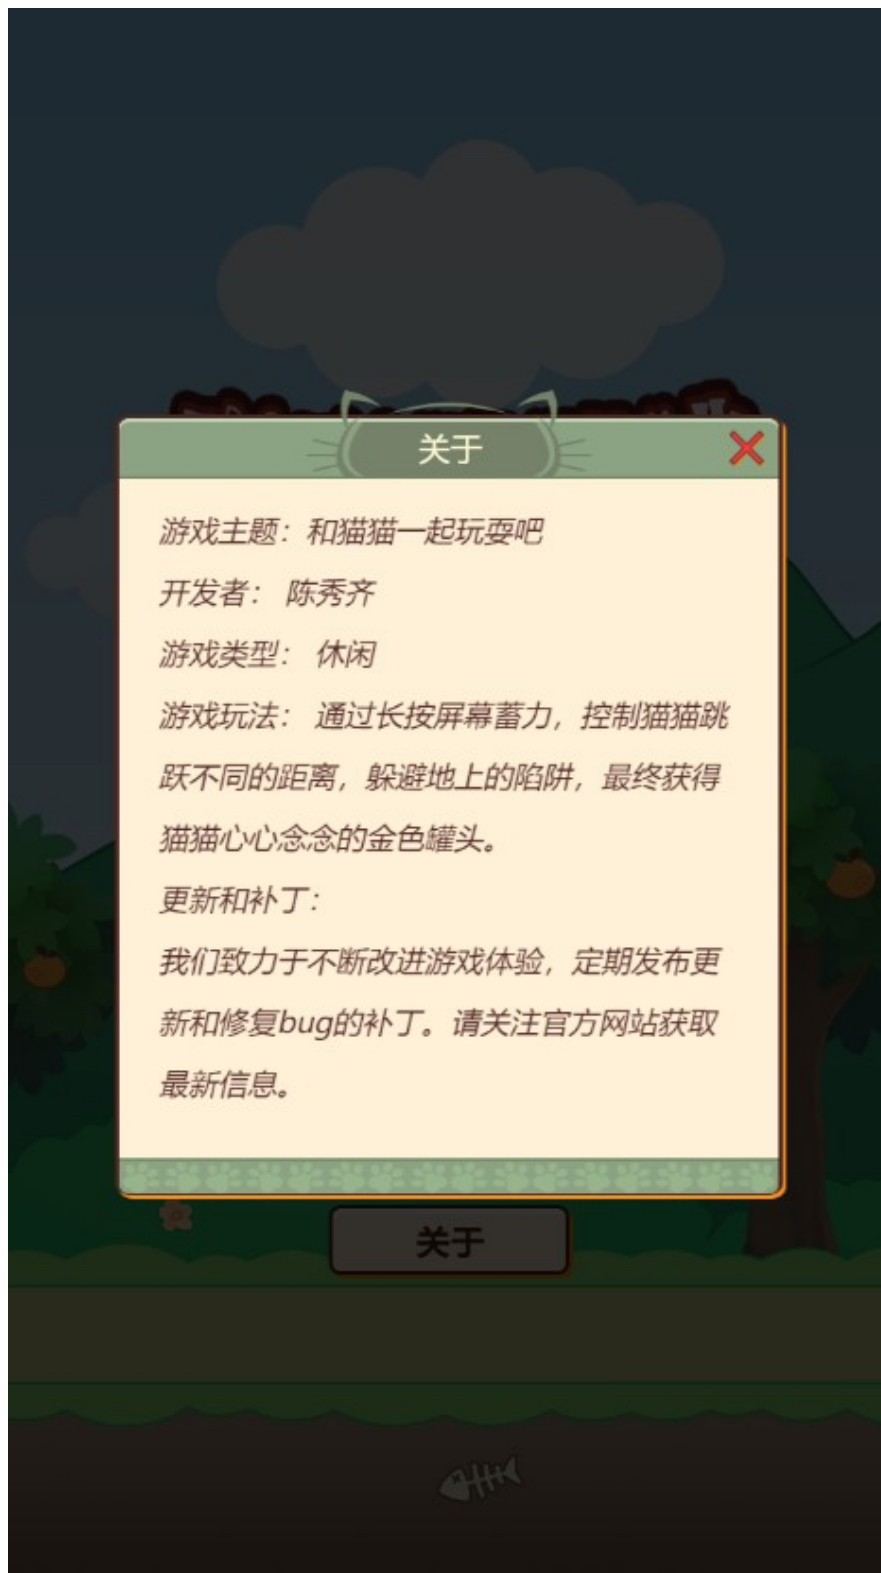 关于
游戏主题：和猫猫一起玩耍吧
开发者： 陈秀齐
游戏类型： 休闲
游戏玩法： 通过长按屏幕蓄力，控制猫猫跳
跃不同的距离，躲避地上的陷阱，最终获得
猫猫心心念念的金色罐头。
更新和补丁：
我们致力于不断改进游戏体验，定期发布更
新和修复bug的补丁。请关注官方网站获取
最新信息。
关于